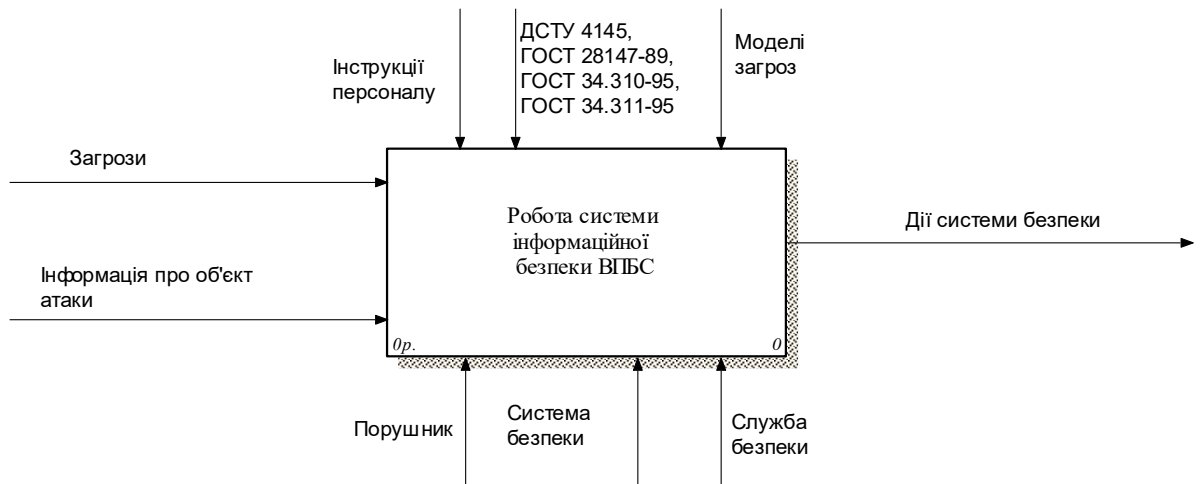 Інструкції
персоналу
ДСТУ 4145,
ГОСТ 28147-89,
ГОСТ 34.310-95,
ГОСТ 34.311-95
Моделі
загроз
Загрози
Інформація про об'єкт
атаки
Робота системи
інформаційної
безпеки ВПБС
0р.
0
Дії системи безпеки
Порушник
Система
безпеки
Служба
безпеки